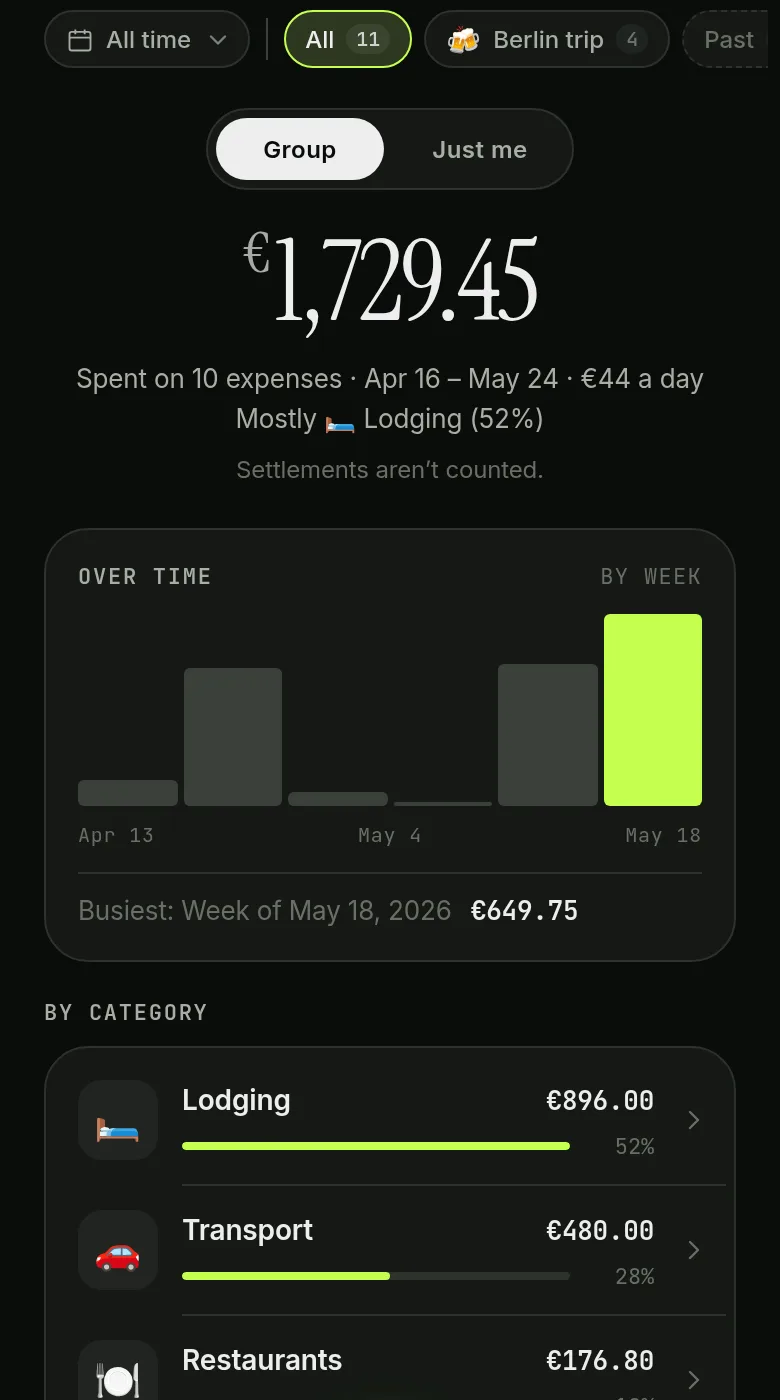 All time
All 11
Berlin trip 4
Past
Group
Just me
€1,729.45
Spent on 10 expenses · Apr 16 – May 24 · €44 a day
Mostly 🛏️ Lodging (52%)
Settlements aren’t counted.
OVER TIME
BY WEEK
Apr 13
May 4
May 18
Busiest: Week of May 18, 2026 €649.75
BY CATEGORY
Lodging
€896.00
52%
Transport
€480.00
28%
Restaurants
€176.80